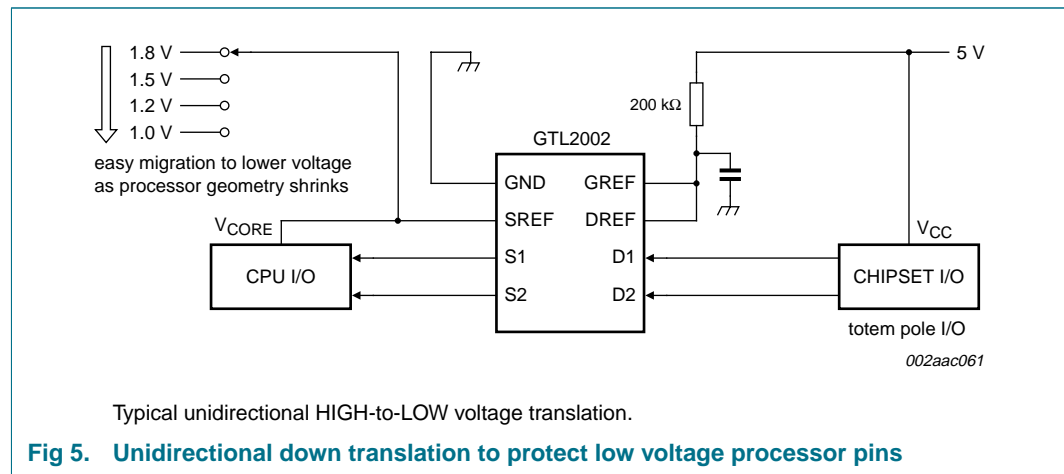 1.8 V
1.5 V
1.2 V
1.0 V
easy migration to lower voltage
as processor geometry shrinks
5 V
200 kΩ
GTL2002
GND
GREF
SREF
DREF
S1
D1
S2
D2
VCORE
CPU I/O
VCC
CHIPSET I/O
totem pole I/O
002aac061
Typical unidirectional HIGH-to-LOW voltage translation.
Fig 5. Unidirectional down translation to protect low voltage processor pins